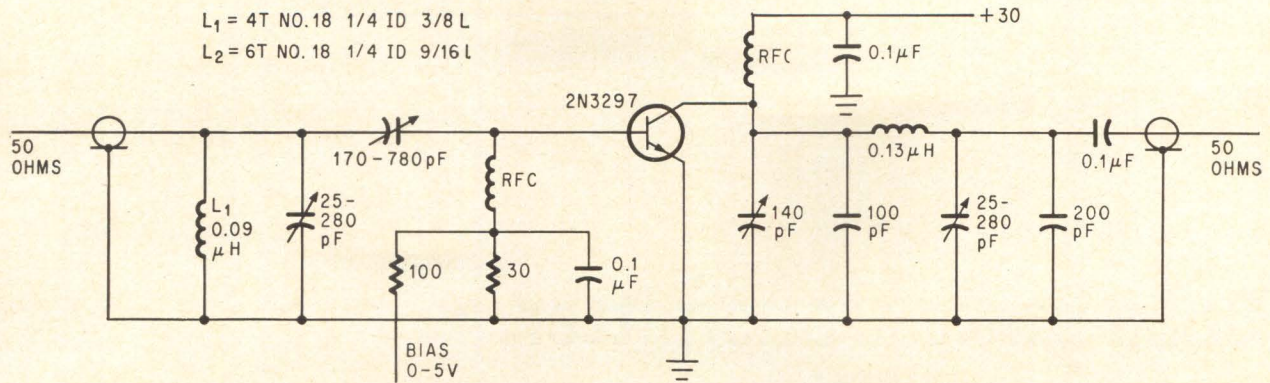 L₁ = 4T NO.18 1/4 ID 3/8 L
L₂ = 6T NO.18 1/4 ID 9/16 L
+30
RFC
0.1µF
2N3297
50
OHMS
170-780pF
0.13µH
0.1µF
50
OHMS
RFC
L₁
0.09
µH
25-
280
pF
140
pF
100
pF
25-
280
pF
200
pF
100
30
0.1
µF
BIAS
0-5V